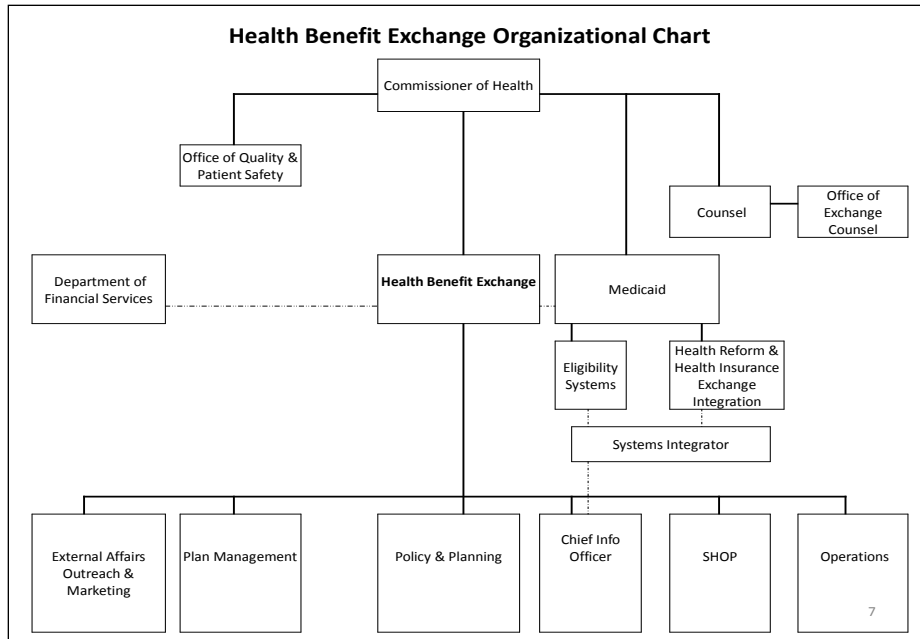 Health Benefit Exchange Organizational Chart
Commissioner of Health
Office of Quality &
Patient Safety
Counsel
Office of
Exchange
Counsel
Department of
Financial Services
Health Benefit Exchange
Medicaid
Eligibility
Systems
Health Reform &
Health Insurance
Exchange
Integration
Systems Integrator
External Affairs
Outreach &
Marketing
Plan Management
Policy & Planning
Chief Info
Officer
SHOP
Operations
7